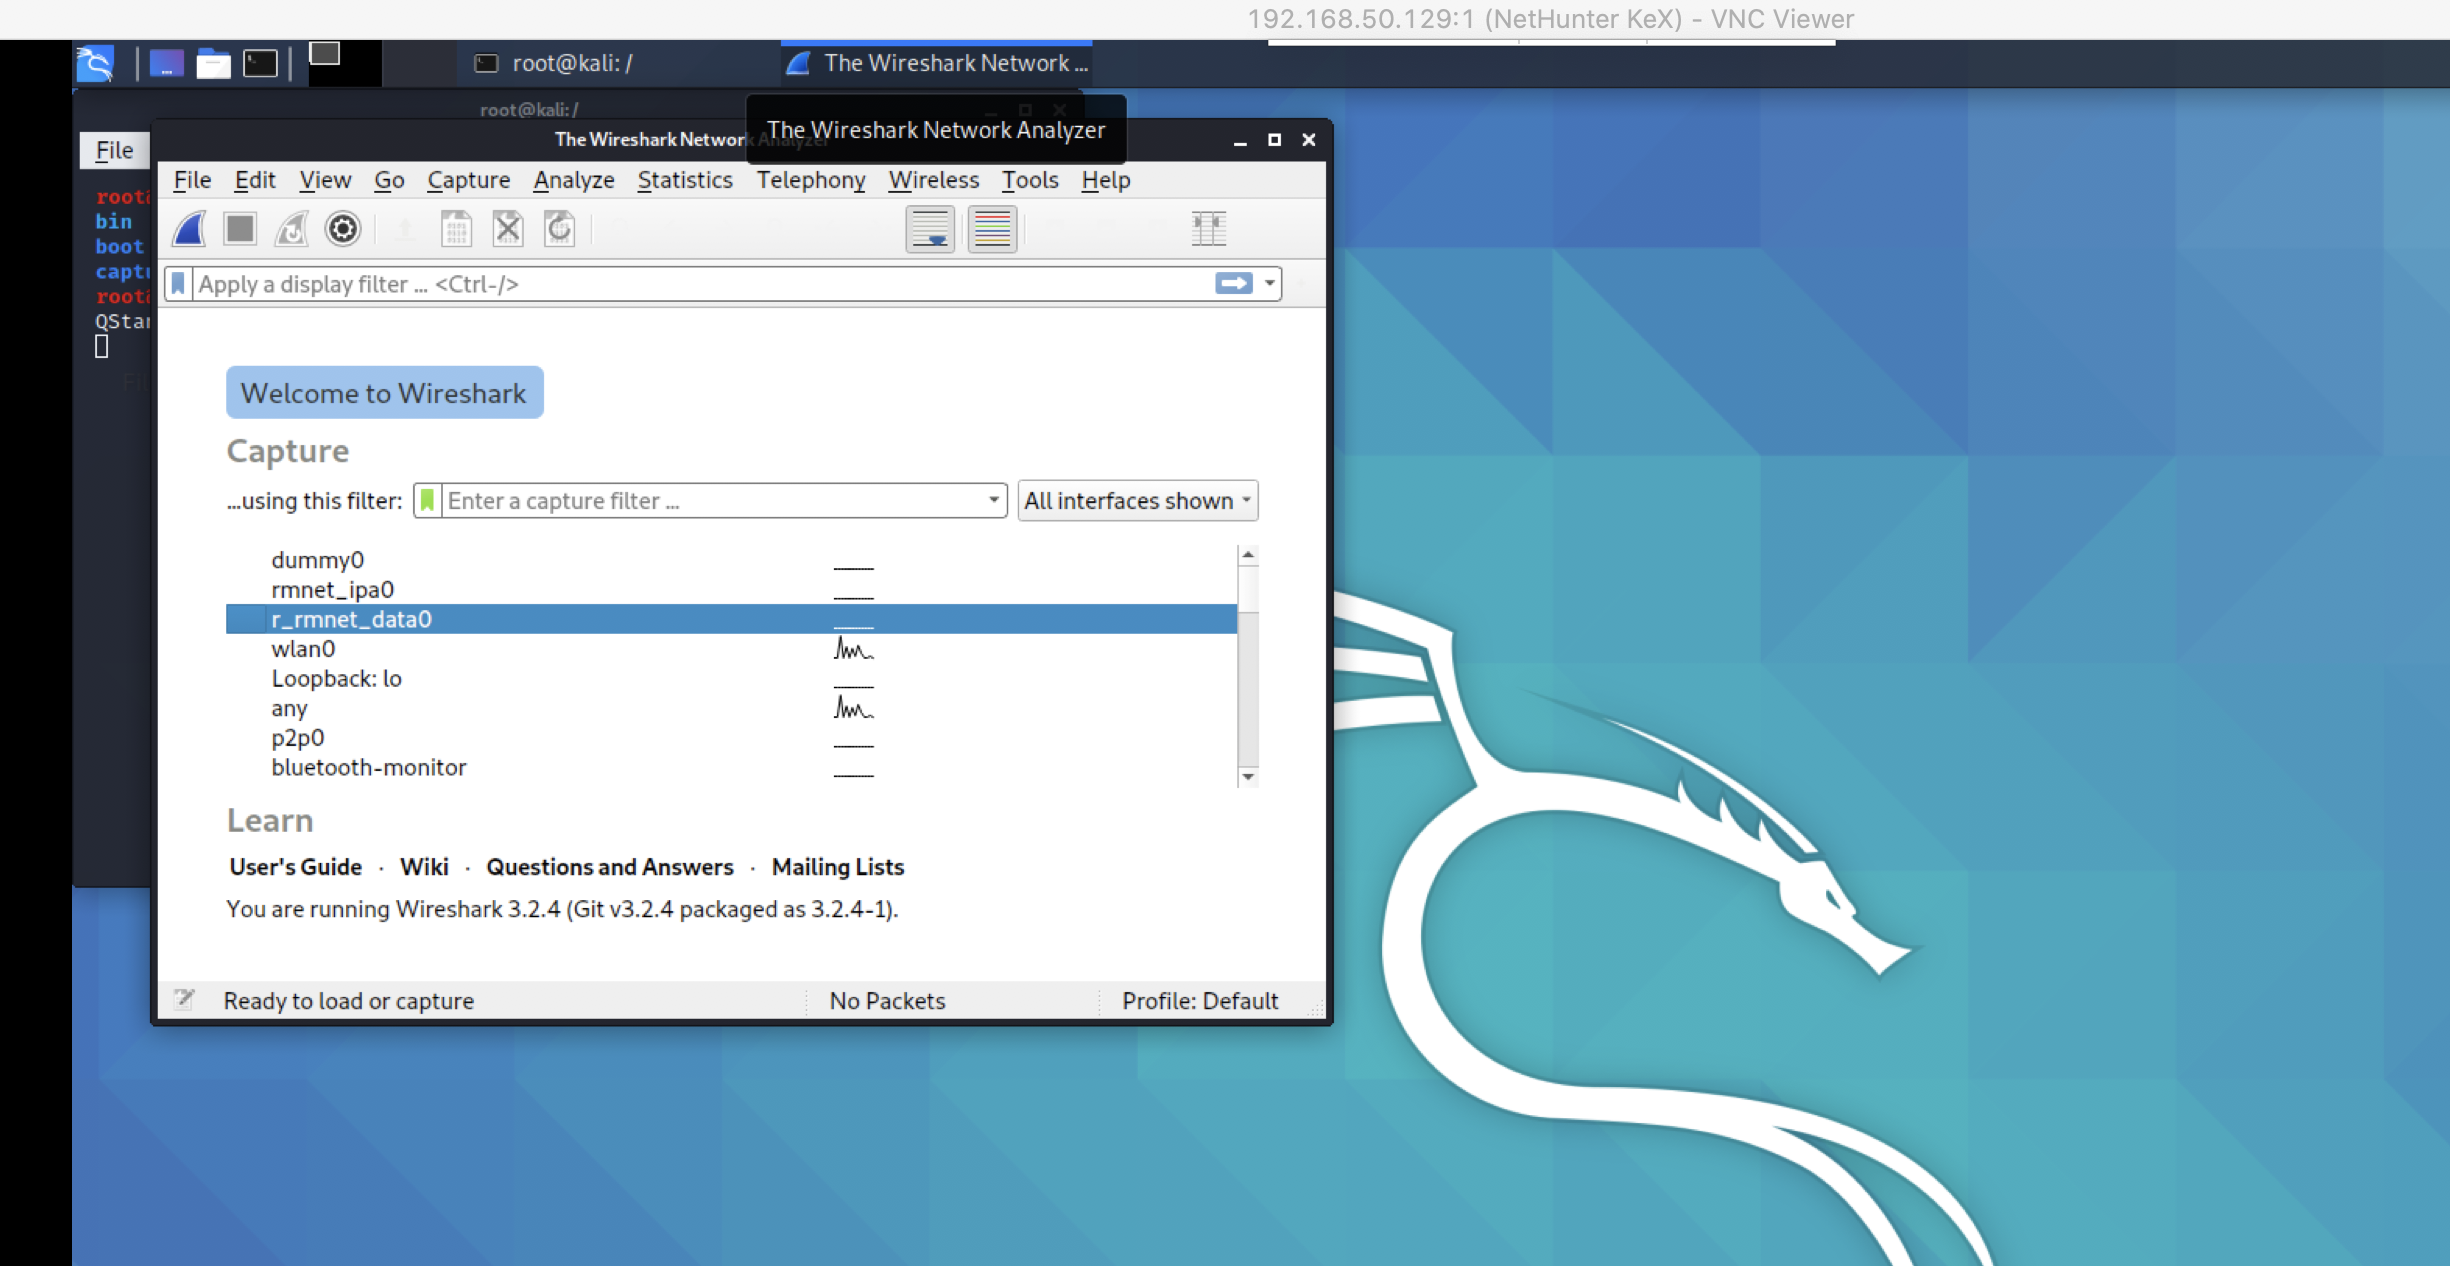 192.168.50.129:1 (NetHunter KeX) - VNC Viewer
root@kali: /
The Wireshark Network ...
root@kali: /
The Wireshark Network Analyzer
The Wireshark Network Analyzer
File
File Edit View Go Capture Analyze Statistics Telephony Wireless Tools Help
root
bin
boot
capt
root
QStar
Apply a display filter ... <Ctrl-/>
Welcome to Wireshark
Capture
...using this filter: Enter a capture filter ... All interfaces shown
dummy0
rmnet_ipa0
r_rmnet_data0
wlan0
Loopback: lo
any
p2p0
bluetooth-monitor
Learn
User's Guide · Wiki · Questions and Answers · Mailing Lists
You are running Wireshark 3.2.4 (Git v3.2.4 packaged as 3.2.4-1).
Ready to load or capture No Packets Profile: Default